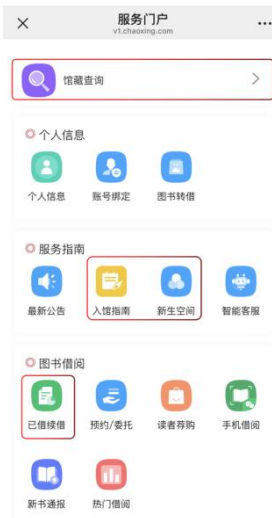 服务门户
v1.chaoxing.com
馆藏查询
个人信息
个人信息 账号绑定 图书转借
服务指南
最新公告 入馆指南 新生空间 智能客服
图书借阅
已借续借 预约/委托 读者荐购 手机借阅
新书通报 热门借阅